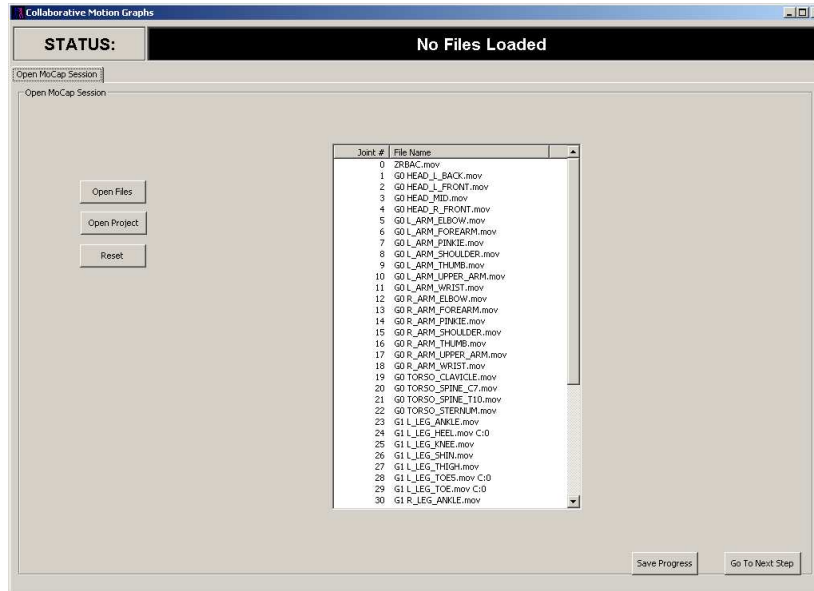 Collaborative Motion Graphs
STATUS: No Files Loaded
Open MoCap Session
Open MoCap Session
Open Files
Open Project
Reset
Joint # File Name
0 ZRBAC.mov
1 G0 HEAD_L_BACK.mov
2 G0 HEAD_L_FRONT.mov
3 G0 HEAD_MID.mov
4 G0 HEAD_R_FRONT.mov
5 G0 L_ARM_ELBOW.mov
6 G0 L_ARM_FOREARM.mov
7 G0 L_ARM_PINKIE.mov
8 G0 L_ARM_SHOULDER.mov
9 G0 L_ARM_THUMB.mov
10 G0 L_ARM_UPPER_ARM.mov
11 G0 L_ARM_WRIST.mov
12 G0 R_ARM_ELBOW.mov
13 G0 R_ARM_FOREARM.mov
14 G0 R_ARM_PINKIE.mov
15 G0 R_ARM_SHOULDER.mov
16 G0 R_ARM_THUMB.mov
17 G0 R_ARM_UPPER_ARM.mov
18 G0 R_ARM_WRIST.mov
19 G0 TORSO_CLAVICLE.mov
20 G0 TORSO_SPINE_C7.mov
21 G0 TORSO_SPINE_T10.mov
22 G0 TORSO_STERNUM.mov
23 G1 L_LEG_ANKLE.mov
24 G1 L_LEG_HEEL.mov C:0
25 G1 L_LEG_KNEE.mov
26 G1 L_LEG_SHIN.mov
27 G1 L_LEG_THIGH.mov
28 G1 L_LEG_TOE5.mov C:0
29 G1 L_LEG_TOE.mov C:0
30 G1 R_LEG_ANKLE.mov
Save Progress
Go To Next Step